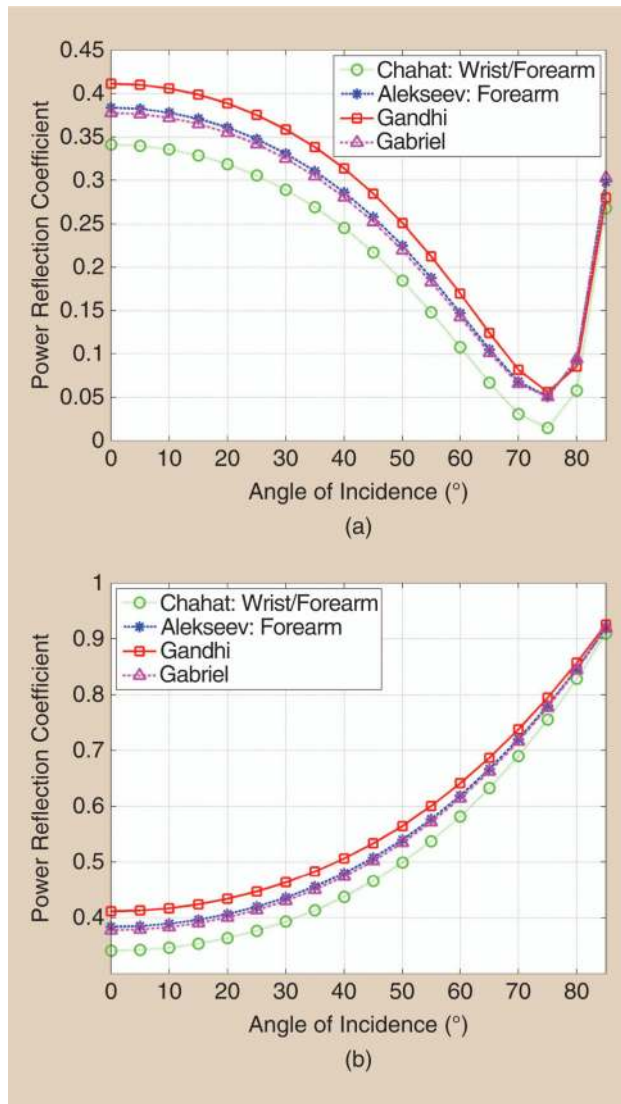 0.45
0.4
0.35
0.3
0.25
0.2
0.15
0.1
0.05
0
Power Reflection Coefficient
Chahat: Wrist/Forearm
Alekseev: Forearm
Gandhi
Gabriel
0 10 20 30 40 50 60 70 80
Angle of Incidence (°)
(a)
1
0.9
0.8
0.7
0.6
0.5
0.4
Power Reflection Coefficient
Chahat: Wrist/Forearm
Alekseev: Forearm
Gandhi
Gabriel
0 10 20 30 40 50 60 70 80
Angle of Incidence (°)
(b)